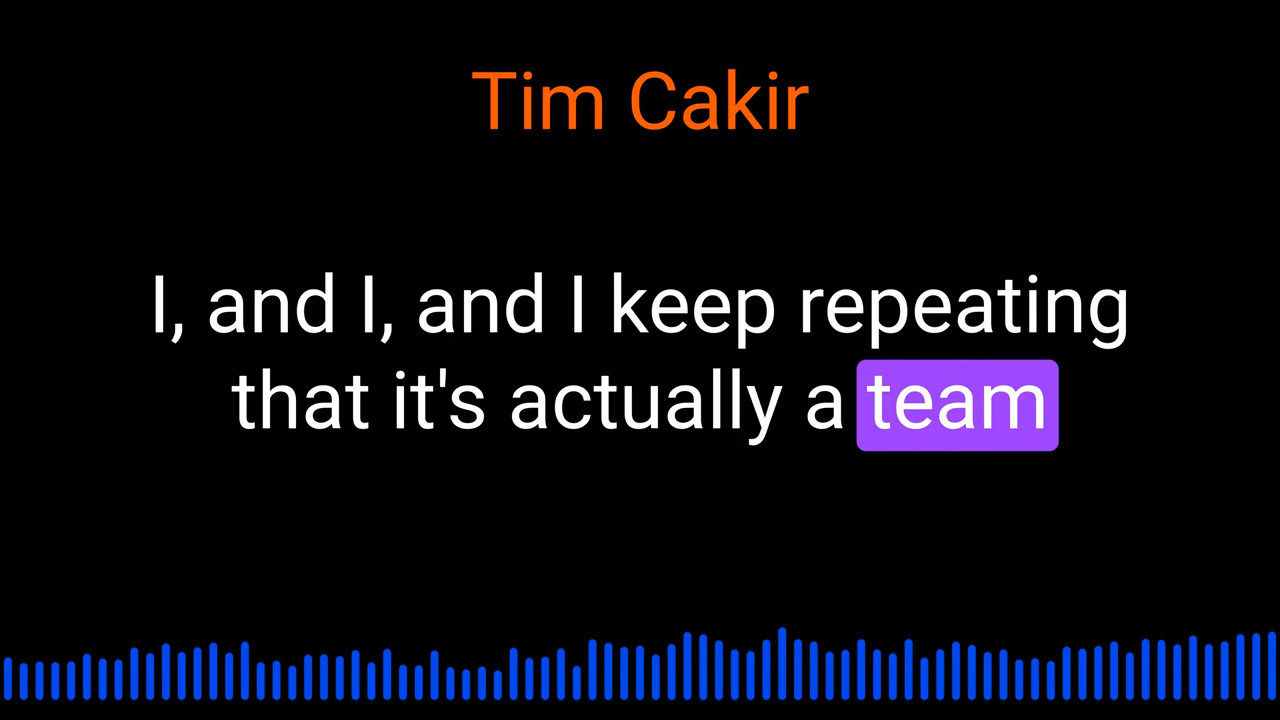 Tim Cakir
I, and I, and I keep repeating
that it's actually a team